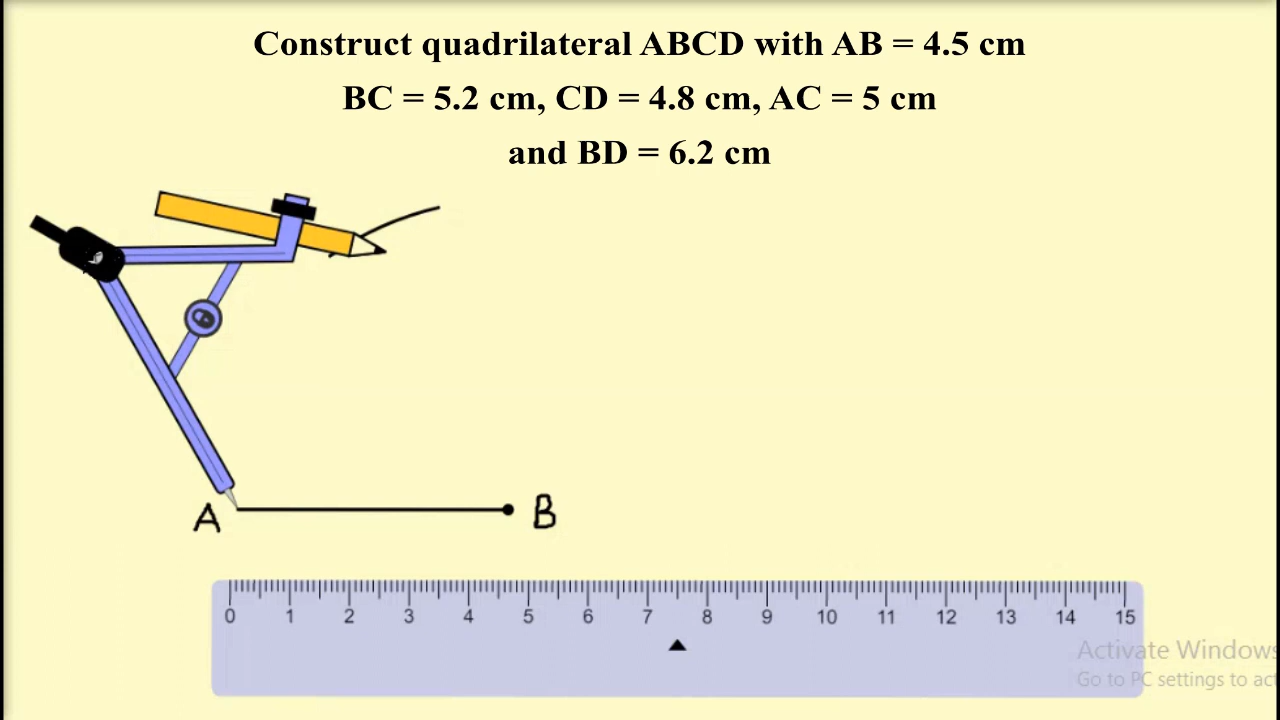 Construct quadrilateral ABCD with AB = 4.5 cm
BC = 5.2 cm, CD = 4.8 cm, AC = 5 cm
and BD = 6.2 cm
A
B
0 1 2 3 4 5 6 7 8 9 10 11 12 13 14 15
Activate Windows
Go to PC settings to act